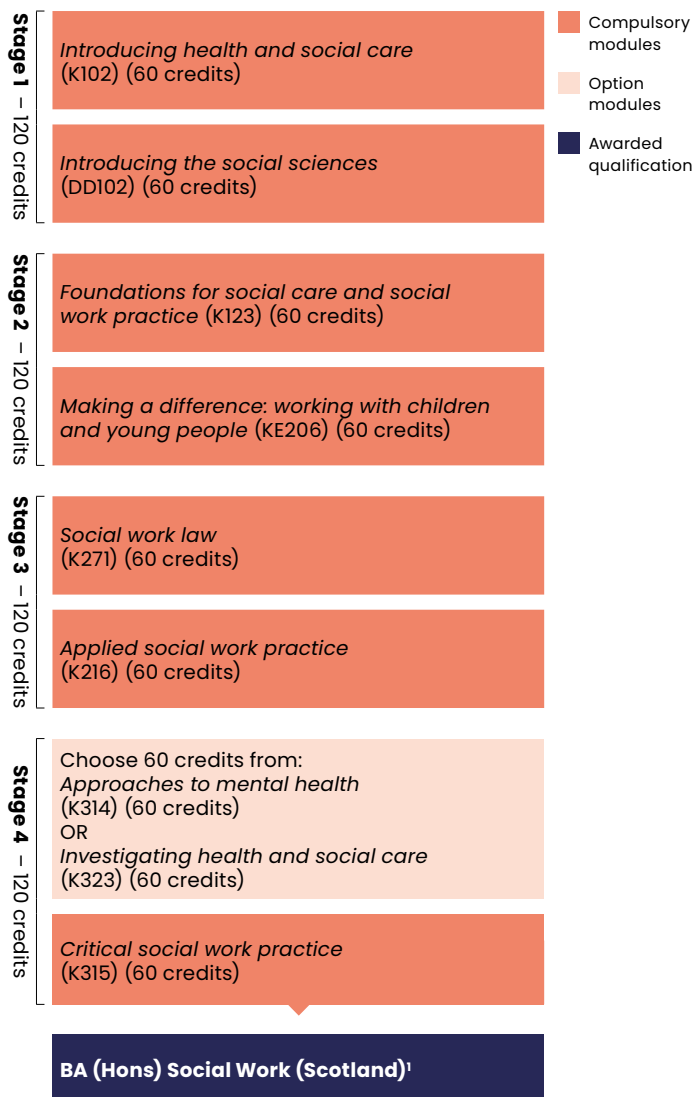 Stage 1 – 120 credits
Introducing health and social care
(K102) (60 credits)
Introducing the social sciences
(DD102) (60 credits)
Compulsory
modules
Option
modules
Awarded
qualification
Stage 2 – 120 credits
Foundations for social care and social
work practice (K123) (60 credits)
Making a difference: working with children
and young people (KE206) (60 credits)
Stage 3 – 120 credits
Social work law
(K271) (60 credits)
Applied social work practice
(K216) (60 credits)
Stage 4 – 120 credits
Choose 60 credits from:
Approaches to mental health
(K314) (60 credits)
OR
Investigating health and social care
(K323) (60 credits)
Critical social work practice
(K315) (60 credits)
BA (Hons) Social Work (Scotland)¹